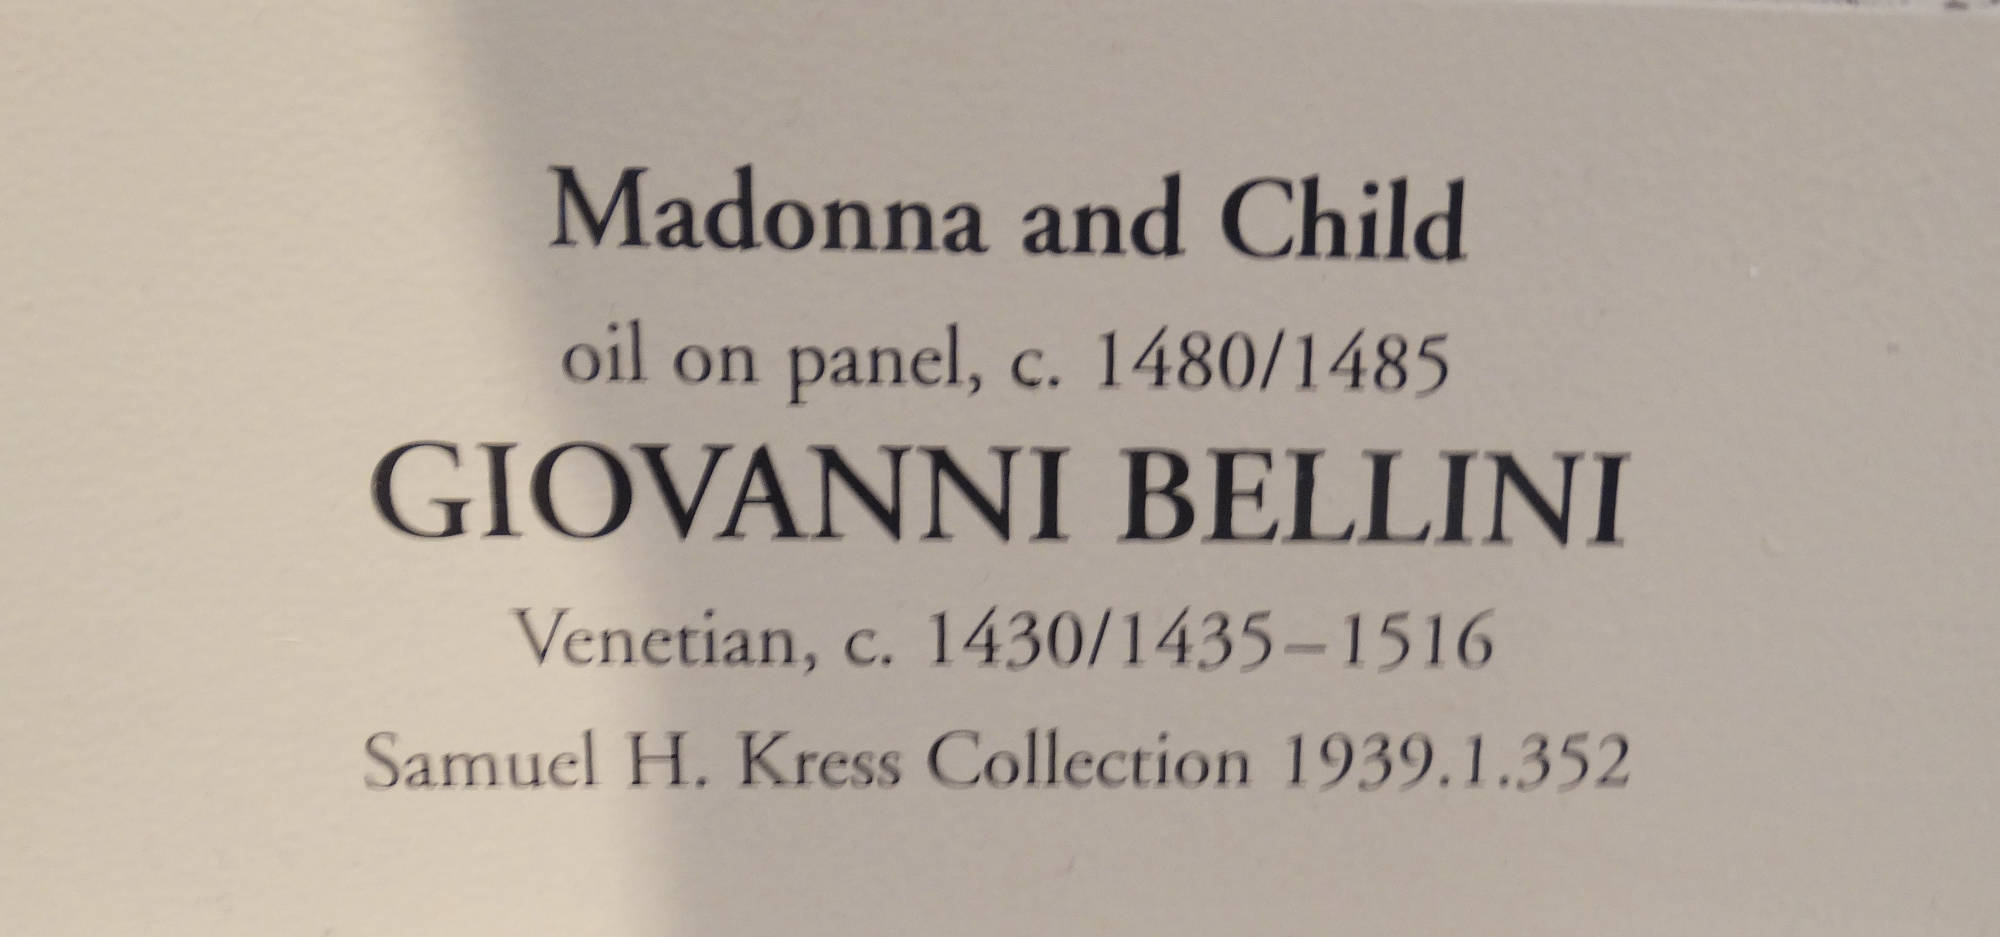 Madonna and Child
oil on panel, c. 1480/1485
GIOVANNI BELLINI
Venetian, c. 1430/1435–1516
Samuel H. Kress Collection 1939.1.352